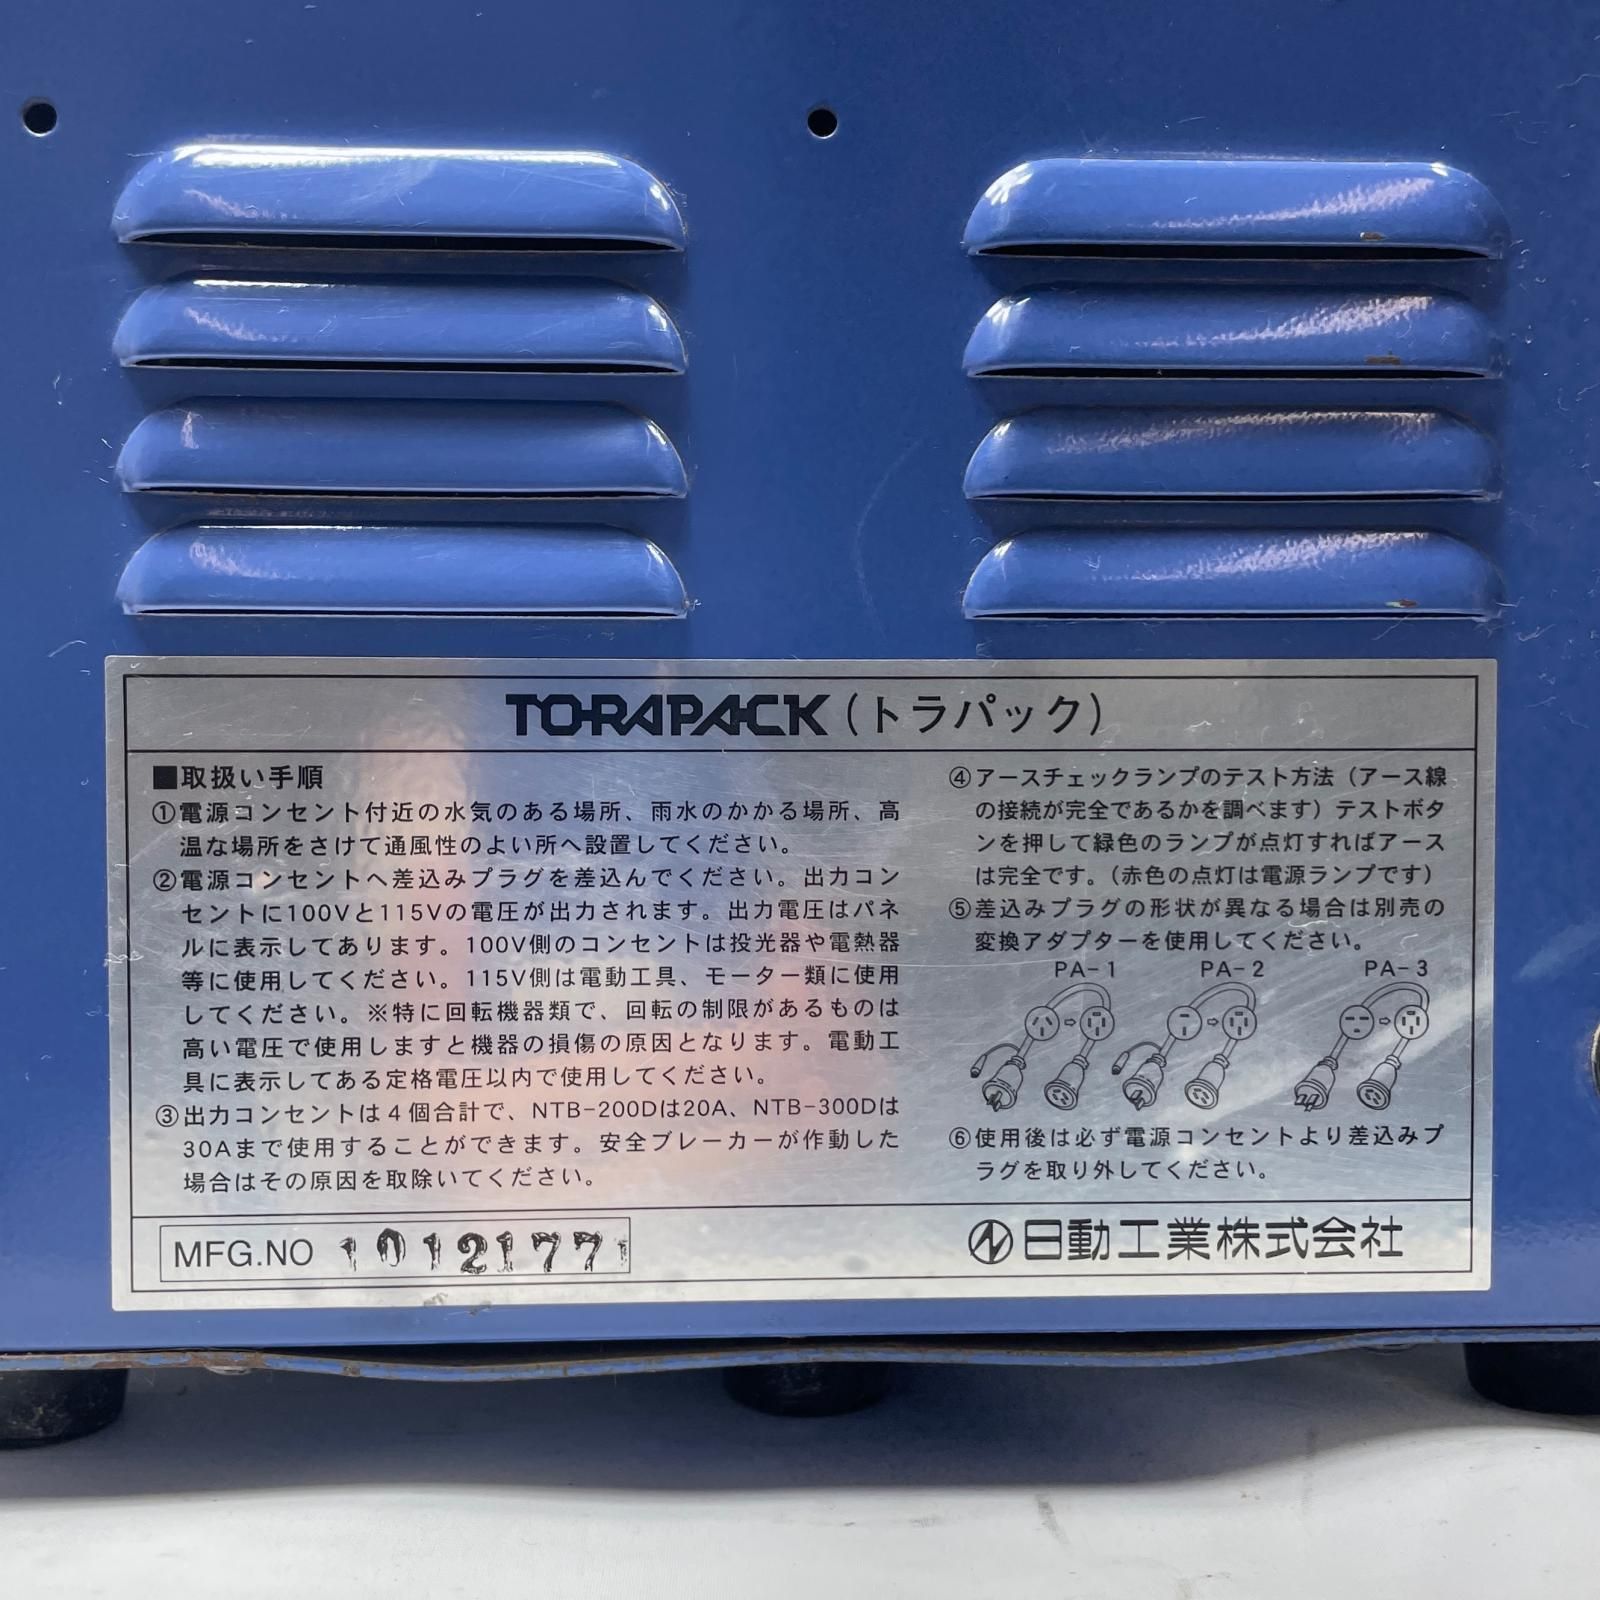 TORAPACK(トラパック)
■取扱い手順
①電源コンセント付近の水気のある場所、雨水のかかる場所、高
温な場所をさけて通風性のよい所へ設置してください。
②電源コンセントへ差込みプラグを差込んでください。出力コン
セントに100Vと115Vの電圧が出力されます。出力電圧はパネ
ルに表示してあります。100V側のコンセントは投光器や電熱器
等に使用してください。115V側は電動工具、モーター類に使用
してください。※特に回転機器類で、回転の制限があるものは
高い電圧で使用しますと機器の損傷の原因となります。電動工
具に表示してある定格電圧以内で使用してください。
③出力コンセントは4個合計で、NTB-200Dは20A、NTB-300Dは
30Aまで使用することができます。安全ブレーカーが作動した
場合はその原因を取除いてください。
④アースチェックランプのテスト方法(アース線
の接続が完全であるかを調べます)テストボタ
ンを押して緑色のランプが点灯すればアース
は完全です。(赤色の点灯は電源ランプです)
⑤差込みプラグの形状が異なる場合は別売の
変換アダプターを使用してください。
PA-1 PA-2 PA-3
⑥使用後は必ず電源コンセントより差込みプ
ラグを取り外してください。
MFG.NO 1012177
日動工業株式会社